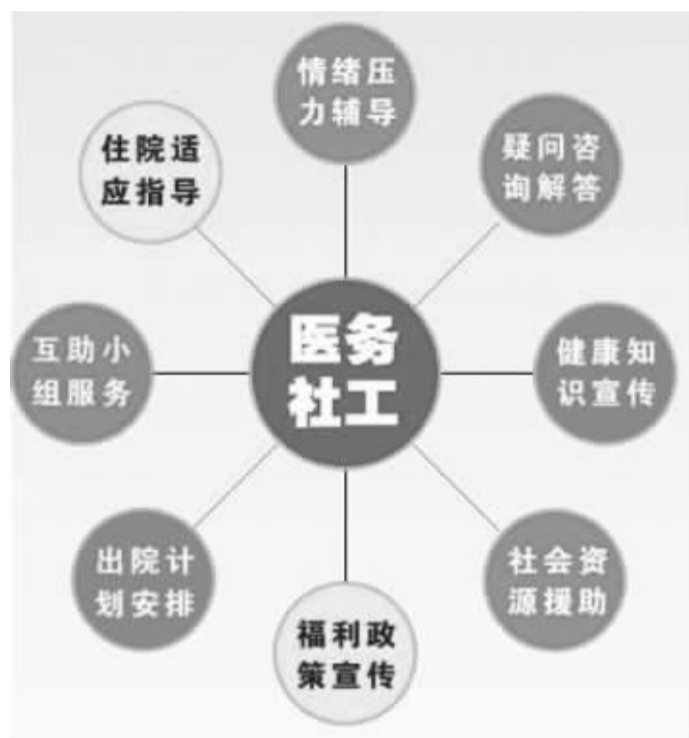 情绪压
力辅导
疑问咨
询解答
健康知
识宣传
社会资
源援助
福利政
策宣传
出院计
划安排
互助小
组服务
住院适
应指导
医务
社工